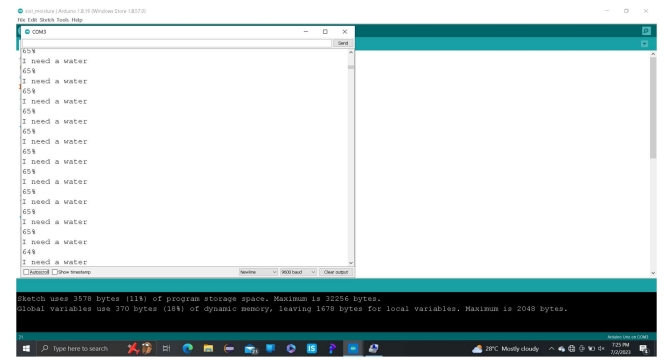 soil_moisture | Arduino 1.8.19 (Windows Store 1.8.57.0)
File Edit Sketch Tools Help
COM3
Send
65%
I need a water
65%
I need a water
65%
I need a water
65%
I need a water
65%
I need a water
65%
I need a water
65%
I need a water
65%
I need a water
65%
I need a water
64%
I need a water
Autoscroll Show timestamp
Newline 9600 baud Clear output
Sketch uses 3578 bytes (11%) of program storage space. Maximum is 32256 bytes.
Global variables use 370 bytes (18%) of dynamic memory, leaving 1678 bytes for local variables. Maximum is 2048 bytes.
Arduino Uno on COM3
Type here to search
28°C Mostly cloudy
7:25 PM
7/2/2023